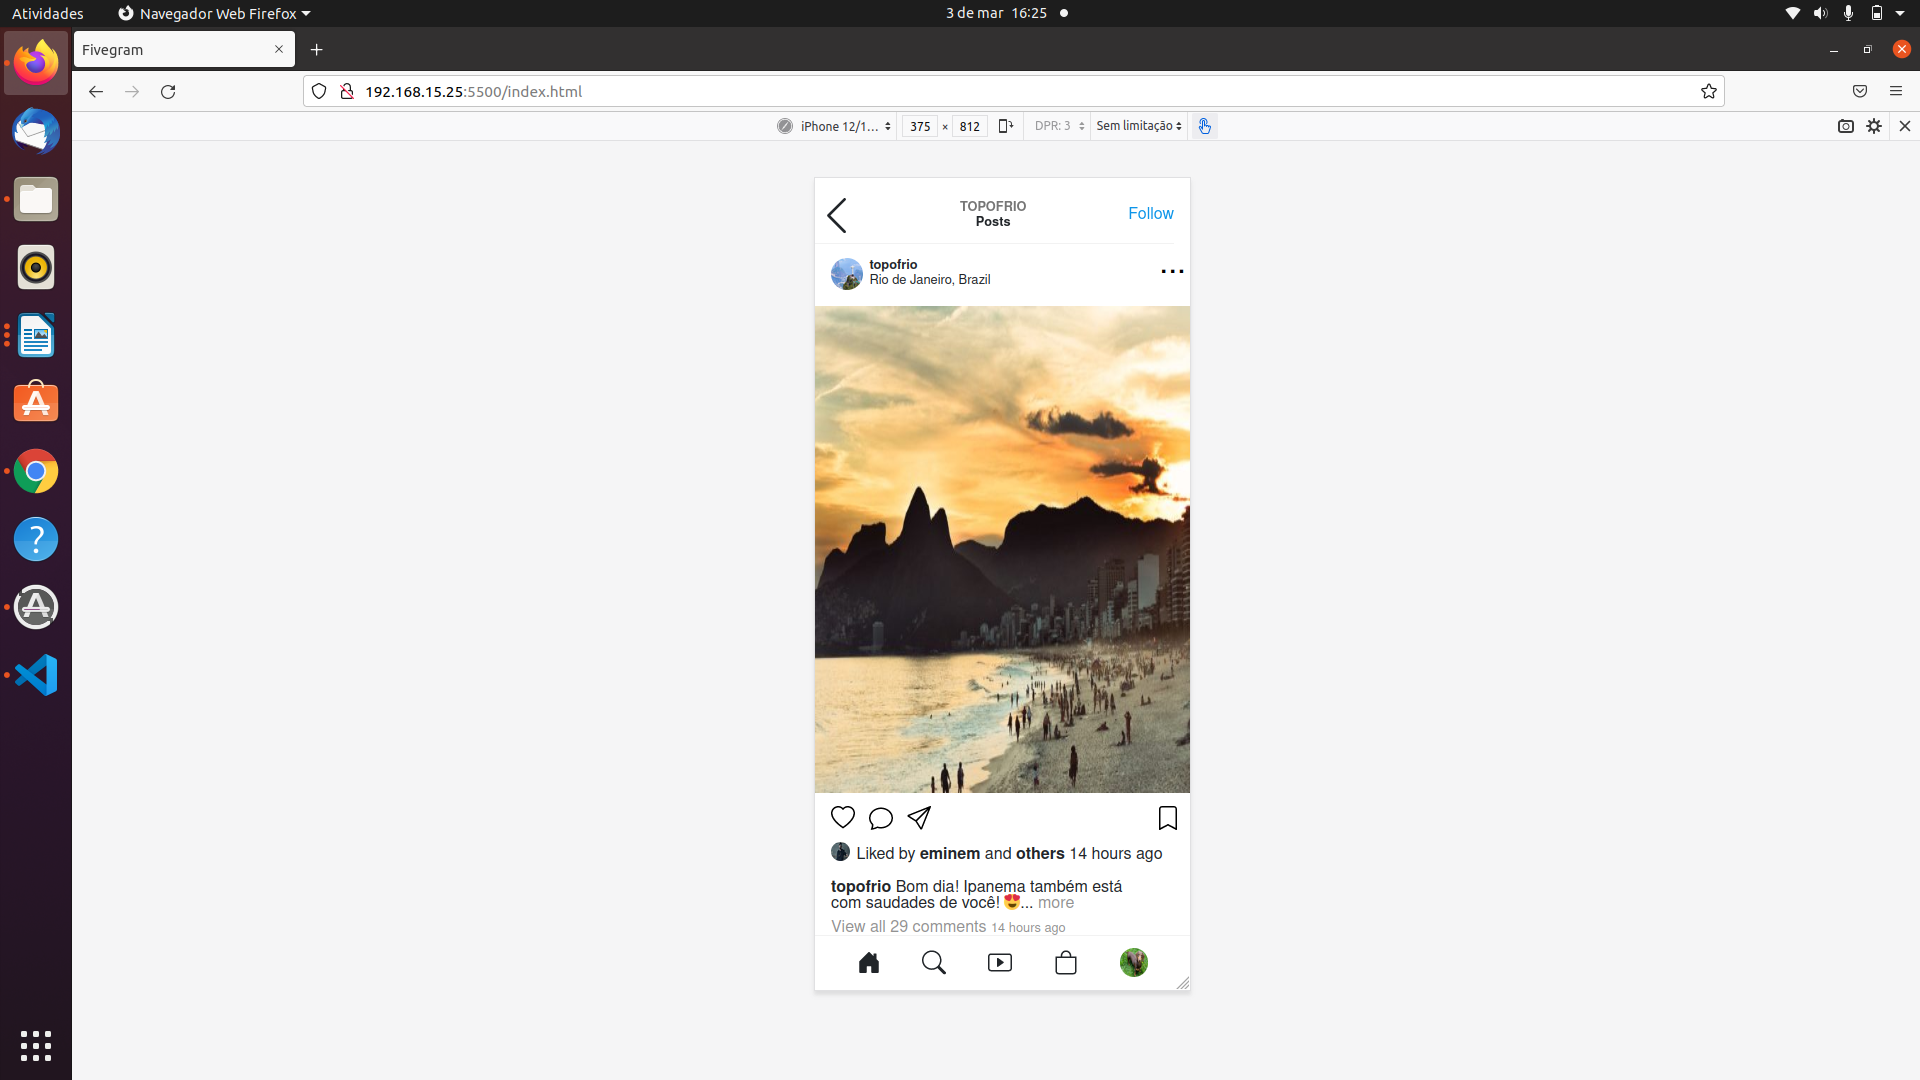 Atividades
Navegador Web Firefox
3 de mar 16:25
Fivegram
192.168.15.25:5500/index.html
iPhone 12/1...
375 × 812
DPR: 3
Sem limitação
TOPOFRIO
Posts
Follow
topofrio
Rio de Janeiro, Brazil
...
Liked by eminem and others 14 hours ago
topofrio Bom dia! Ipanema também está
com saudades de você! 😍... more
View all 29 comments 14 hours ago